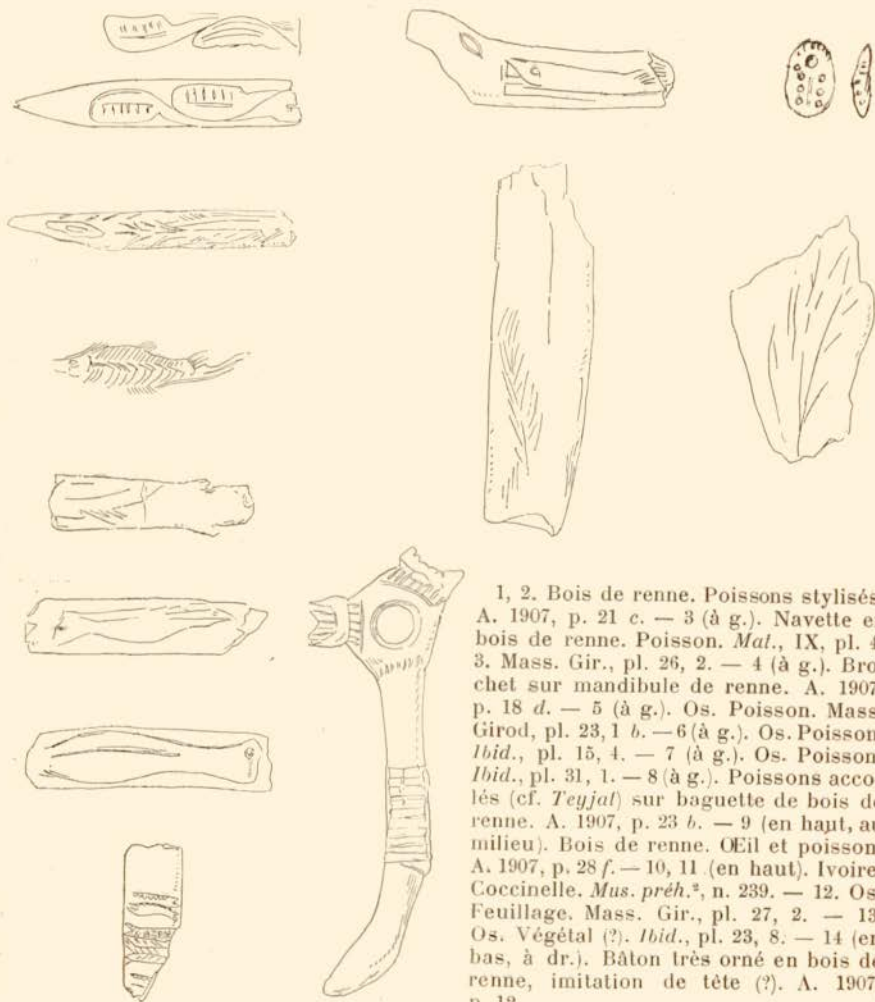 1, 2. Bois de renne. Poissons stylisés
A. 1907, p. 21 c. — 3 (à g.). Navette e
bois de renne. Poisson. Mat., IX, pl. 4
3. Mass. Gir., pl. 26, 2. — 4 (à g.). Bro
chet sur mandibule de renne. A. 1907
p. 18 d. — 5 (à g.). Os. Poisson. Mass
Girod, pl. 23, 1 b. — 6 (à g.). Os. Poisson
Ibid., pl. 15, 4. — 7 (à g.). Os. Poisson
Ibid., pl. 31, 1. — 8 (à g.). Poissons acco
lés (cf. Teyjat) sur baguette de bois de
renne. A. 1907, p. 23 b. — 9 (en haut, au
milieu). Bois de renne. Œil et poisson
A. 1907, p. 28 f. — 10, 11 (en haut). Ivoire
Coccinelle. Mus. préh.², n. 239. — 12. Os
Feuillage. Mass. Gir., pl. 27, 2. — 13
Os. Végétal (?). Ibid., pl. 23, 8. — 14 (en
bas, à dr.). Bâton très orné en bois de
renne, imitation de tête (?). A. 1907